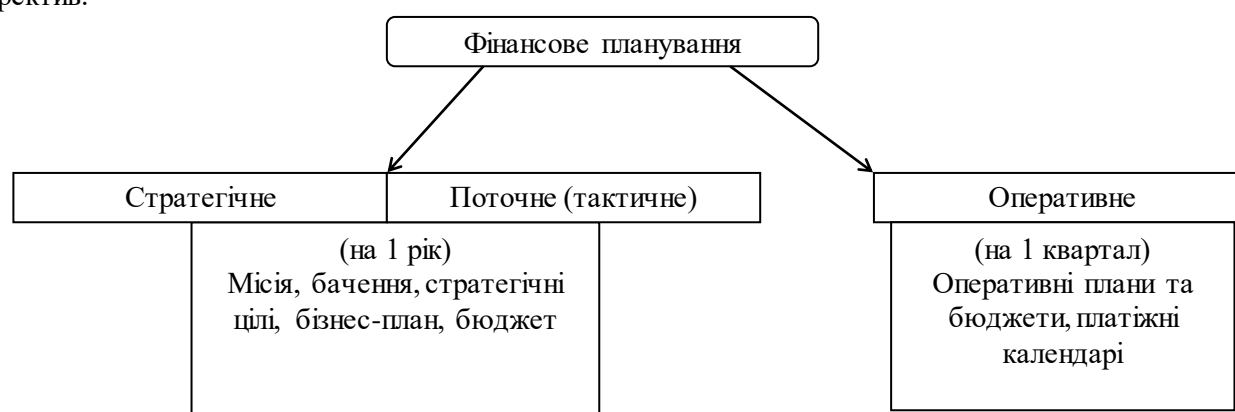 Фінансове планування
Стратегічне
Поточне (тактичне)
Оперативне
(на 1 рік)
Місія, бачення, стратегічні
цілі, бізнес-план, бюджет
(на 1 квартал)
Оперативні плани та
бюджети, платіжні
календарі